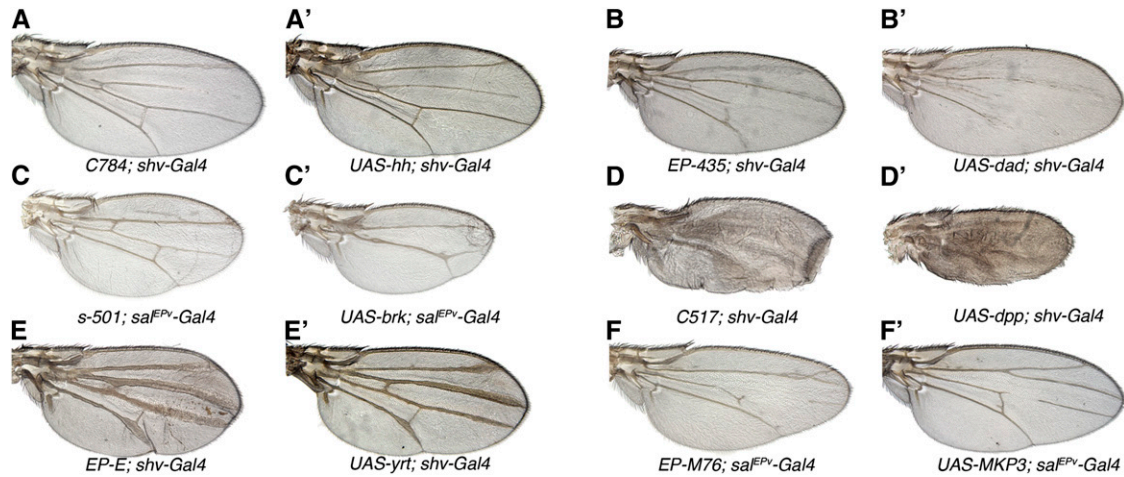 A A' B B'
C784; shv-Gal4 UAS-hh; shv-Gal4 EP-435; shv-Gal4 UAS-dad; shv-Gal4
C C' D D'
s-501; sal^EPv-Gal4 UAS-brk; sal^EPv-Gal4 C517; shv-Gal4 UAS-dpp; shv-Gal4
E E' F F'
EP-E; shv-Gal4 UAS-yrt; shv-Gal4 EP-M76; sal^EPv-Gal4 UAS-MKP3; sal^EPv-Gal4